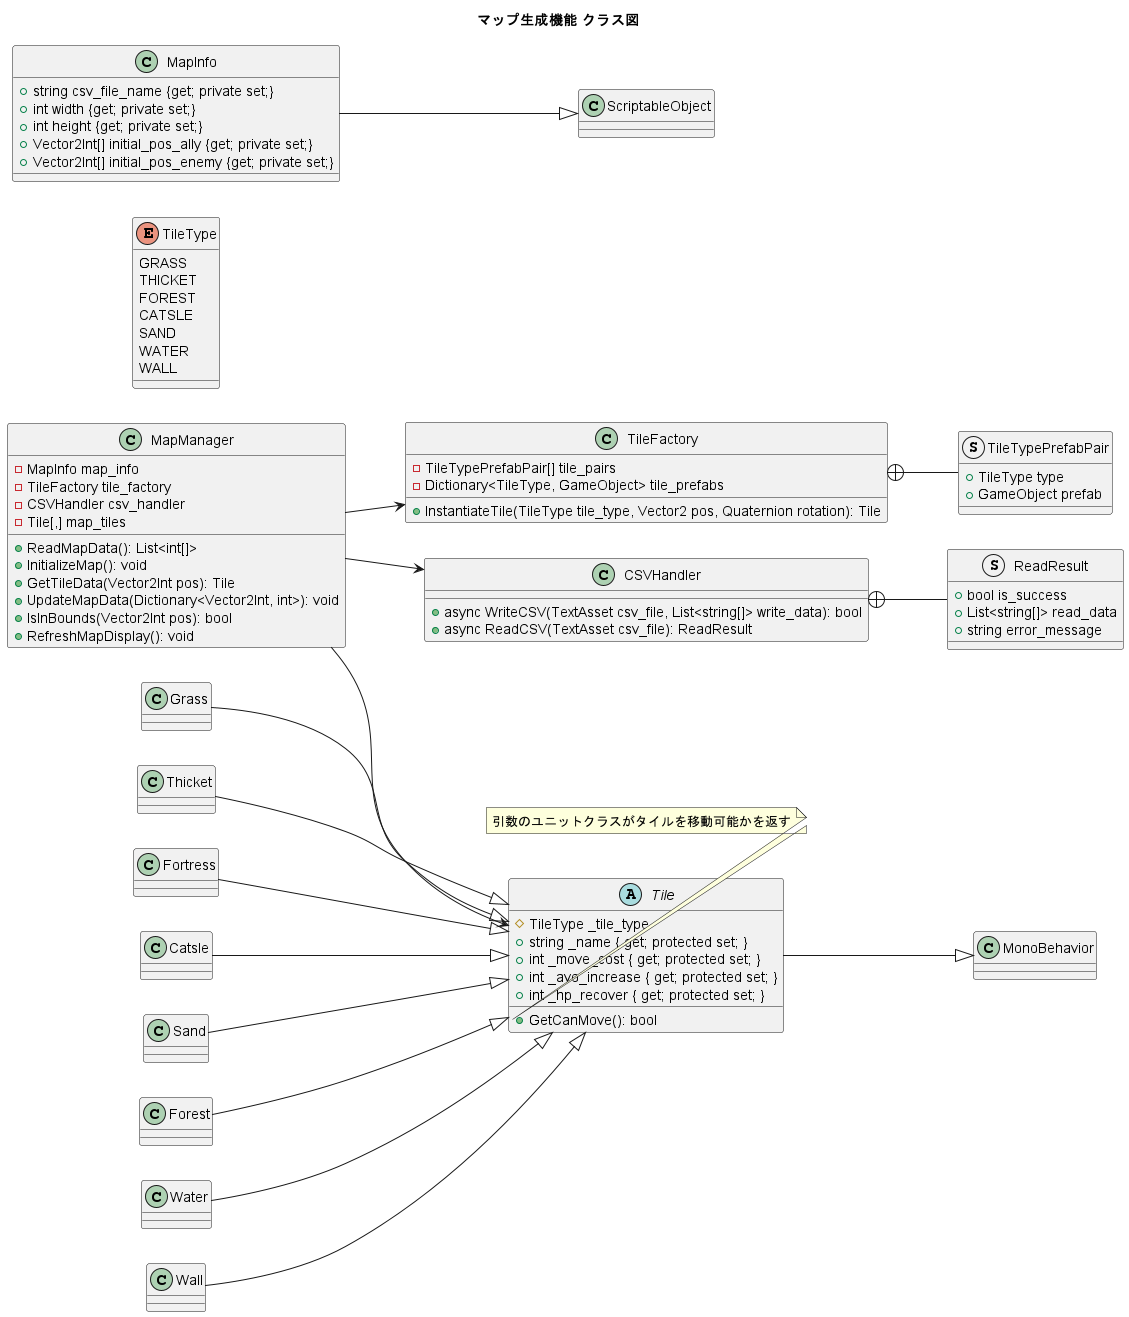 マップ生成機能 クラス図
C MapInfo
string csv_file_name {get; private set;}
int width {get; private set;}
int height {get; private set;}
Vector2Int[] initial_pos_ally {get; private set;}
Vector2Int[] initial_pos_enemy {get; private set;}
C ScriptableObject
E TileType
GRASS
THICKET
FOREST
CATSLE
SAND
WATER
WALL
C MapManager
MapInfo map_info
TileFactory tile_factory
CSVHandler csv_handler
Tile[,] map_tiles
ReadMapData(): List<int[]>
InitializeMap(): void
GetTileData(Vector2Int pos): Tile
UpdateMapData(Dictionary<Vector2Int, int>): void
IsInBounds(Vector2Int pos): bool
RefreshMapDisplay(): void
C TileFactory
TileTypePrefabPair[] tile_pairs
Dictionary<TileType, GameObject> tile_prefabs
InstantiateTile(TileType tile_type, Vector2 pos, Quaternion rotation): Tile
S TileTypePrefabPair
TileType type
GameObject prefab
C CSVHandler
async WriteCSV(TextAsset csv_file, List<string[]> write_data): bool
async ReadCSV(TextAsset csv_file): ReadResult
S ReadResult
bool is_success
List<string[]> read_data
string error_message
C Grass
C Thicket
C Fortress
C Catsle
C Sand
C Forest
C Water
C Wall
引数のユニットクラスがタイルを移動可能かを返す
A Tile
TileType _tile_type
string _name { get; protected set; }
int _move_cost { get; protected set; }
int _avo_increase { get; protected set; }
int _hp_recover { get; protected set; }
GetCanMove(): bool
C MonoBehavior